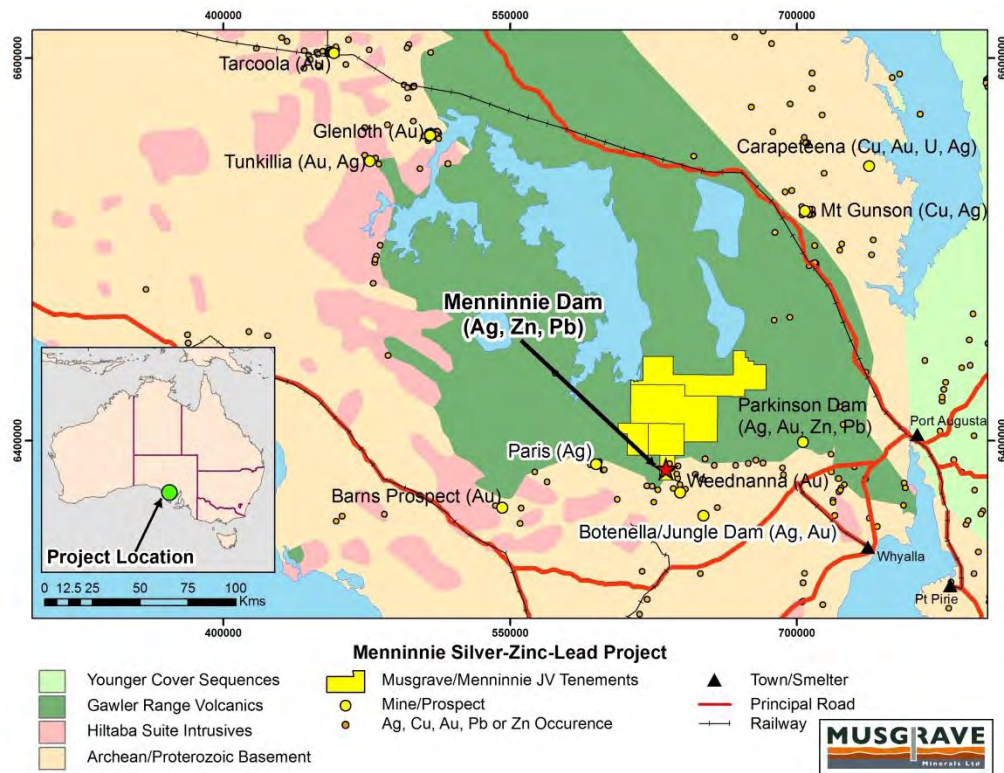 400000
550000
700000
6600000
6600000
Tarcoola (Au)
Glenloth (Au)
Tunkillia (Au, Ag)
Carapeteena (Cu, Au, U, Ag)
Mt Gunson (Cu, Ag)
Menninnie Dam
(Ag, Zn, Pb)
Parkinson Dam
(Ag, Au, Zn, Pb)
Port Augusta
6400000
6400000
Paris (Ag)
Weednanna (Au)
Barns Prospect (Au)
Botenella/Jungle Dam (Ag, Au)
Whyalla
Pt Pirie
Project Location
0 12.5 25 50 75 100
Kms
400000
550000
700000
Menninnie Silver-Zinc-Lead Project
Younger Cover Sequences
Gawler Range Volcanics
Hiltaba Suite Intrusives
Archean/Proterozoic Basement
Musgrave/Menninnie JV Tenements
Mine/Prospect
Ag, Cu, Au, Pb or Zn Occurence
Town/Smelter
Principal Road
Railway
MUSGRAVE
Minerals Ltd